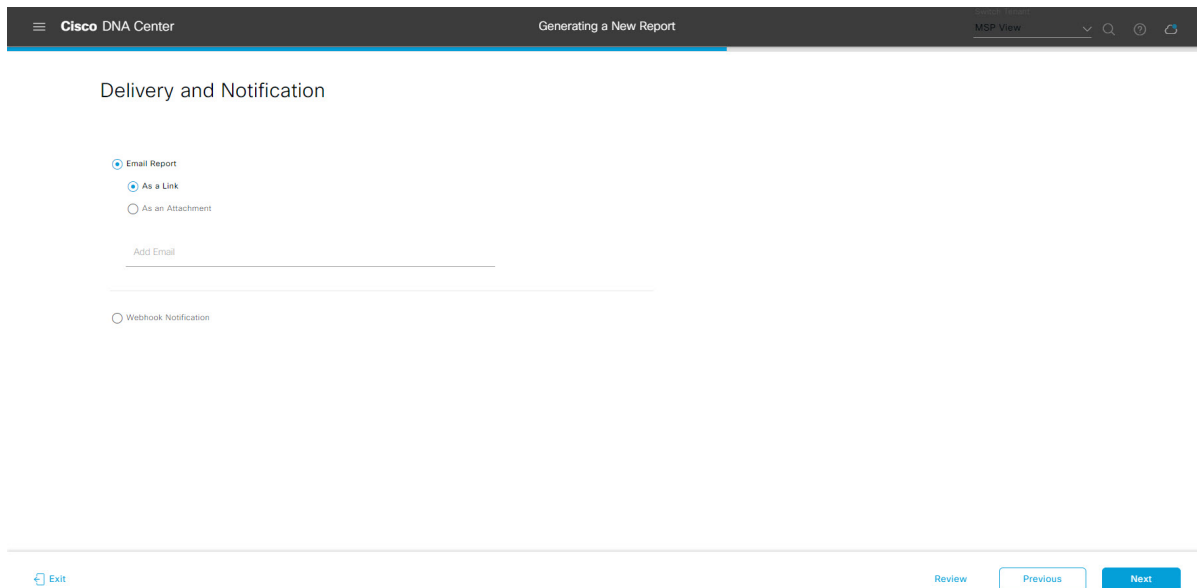 Cisco DNA Center
Generating a New Report
MSP View
Delivery and Notification
Email Report
As a Link
As an Attachment
Add Email
Webhook Notification
Exit
Review
Previous
Next